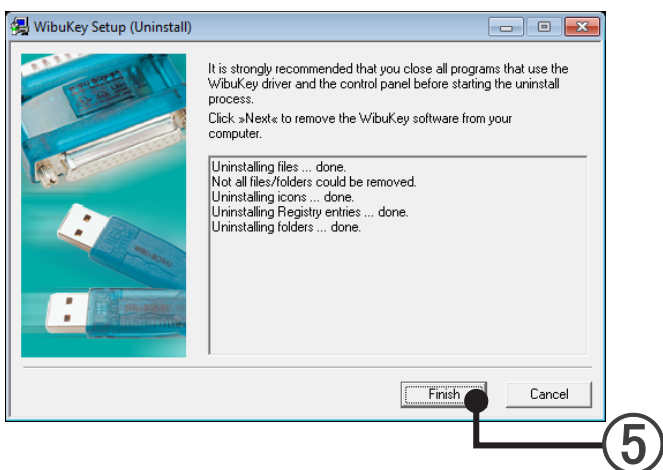 WibuKey Setup (Uninstall)
It is strongly recommended that you close all programs that use the
WibuKey driver and the control panel before starting the uninstall
process.
Click »Next« to remove the WibuKey software from your
computer.
Uninstalling files ... done.
Not all files/folders could be removed.
Uninstalling icons ... done.
Uninstalling Registry entries ... done.
Uninstalling folders ... done.
Finish
Cancel
5